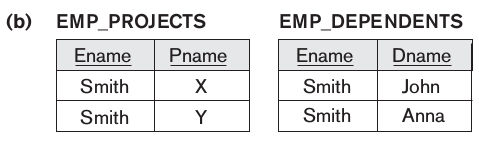 (b) EMP_PROJECTS EMP_DEPENDENTS
Ename Pname Ename Dname
Smith X Smith John
Smith Y Smith Anna